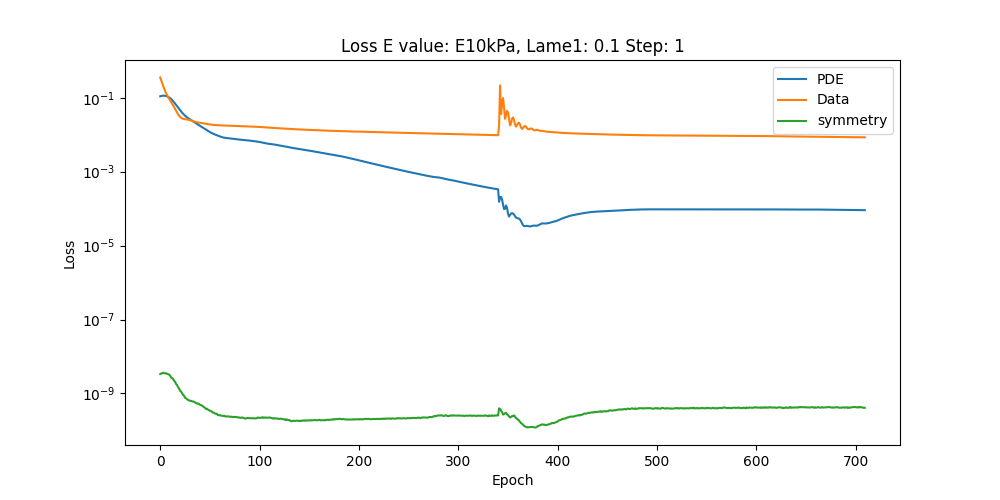 Loss E value: E10kPa, Lame1: 0.1 Step: 1
PDE
Data
symmetry
10⁻¹
10⁻³
10⁻⁵
10⁻⁷
10⁻⁹
Loss
0 100 200 300 400 500 600 700
Epoch